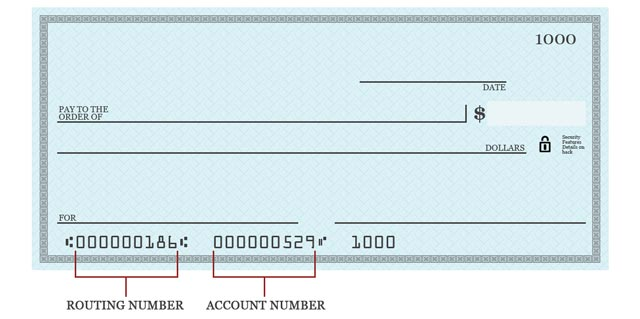 1000
DATE
PAY TO THE
ORDER OF
$
DOLLARS
Security
Features
Details on
back
FOR
⑆000000186⑆ 000000529⑈ 1000
ROUTING NUMBER ACCOUNT NUMBER